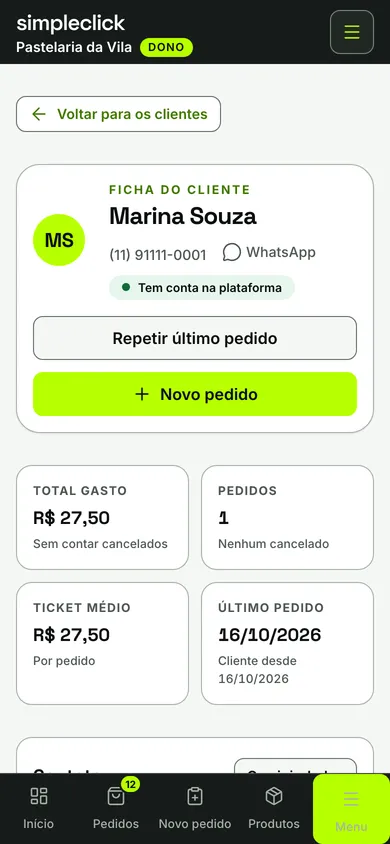 simpleclick
Pastelaria da Vila DONO
Voltar para os clientes
FICHA DO CLIENTE
MS
Marina Souza
(11) 91111-0001 WhatsApp
Tem conta na plataforma
Repetir último pedido
Novo pedido
TOTAL GASTO
R$ 27,50
Sem contar cancelados
PEDIDOS
1
Nenhum cancelado
TICKET MÉDIO
R$ 27,50
Por pedido
ÚLTIMO PEDIDO
16/10/2026
Cliente desde
16/10/2026
12
Início
Pedidos
Novo pedido
Produtos
Menu